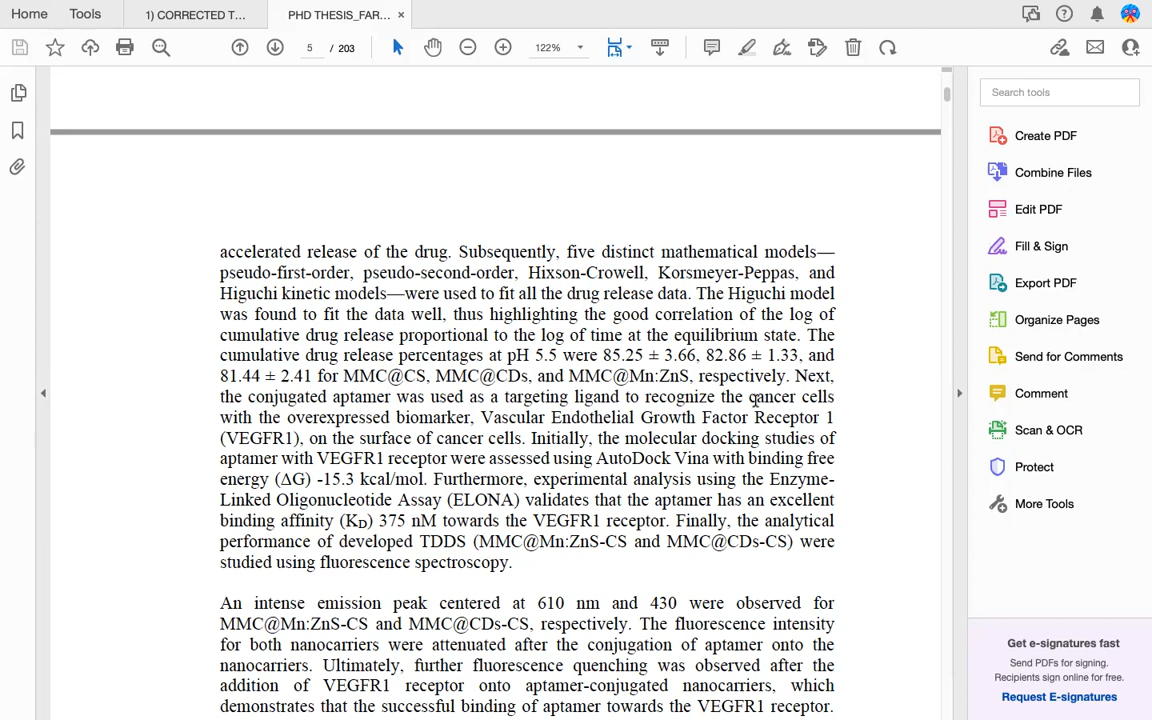 Home
Tools
1) CORRECTED T...
PHD THESIS_FAR...
×
5 / 203
122%
Search tools
Create PDF
Combine Files
Edit PDF
Fill & Sign
Export PDF
Organize Pages
Send for Comments
Comment
Scan & OCR
Protect
More Tools
Get e-signatures fast
Send PDFs for signing.
Recipients sign online for free.
Request E-signatures
accelerated release of the drug. Subsequently, five distinct mathematical models—
pseudo-first-order, pseudo-second-order, Hixson-Crowell, Korsmeyer-Peppas, and
Higuchi kinetic models—were used to fit all the drug release data. The Higuchi model
was found to fit the data well, thus highlighting the good correlation of the log of
cumulative drug release proportional to the log of time at the equilibrium state. The
cumulative drug release percentages at pH 5.5 were 85.25 ± 3.66, 82.86 ± 1.33, and
81.44 ± 2.41 for MMC@CS, MMC@CDs, and MMC@Mn:ZnS, respectively. Next,
the conjugated aptamer was used as a targeting ligand to recognize the cancer cells
with the overexpressed biomarker, Vascular Endothelial Growth Factor Receptor 1
(VEGFR1), on the surface of cancer cells. Initially, the molecular docking studies of
aptamer with VEGFR1 receptor were assessed using AutoDock Vina with binding free
energy (ΔG) -15.3 kcal/mol. Furthermore, experimental analysis using the Enzyme-
Linked Oligonucleotide Assay (ELONA) validates that the aptamer has an excellent
binding affinity (KD) 375 nM towards the VEGFR1 receptor. Finally, the analytical
performance of developed TDDS (MMC@Mn:ZnS-CS and MMC@CDs-CS) were
studied using fluorescence spectroscopy.
An intense emission peak centered at 610 nm and 430 were observed for
MMC@Mn:ZnS-CS and MMC@CDs-CS, respectively. The fluorescence intensity
for both nanocarriers were attenuated after the conjugation of aptamer onto the
nanocarriers. Ultimately, further fluorescence quenching was observed after the
addition of VEGFR1 receptor onto aptamer-conjugated nanocarriers, which
demonstrates that the successful binding of aptamer towards the VEGFR1 receptor.